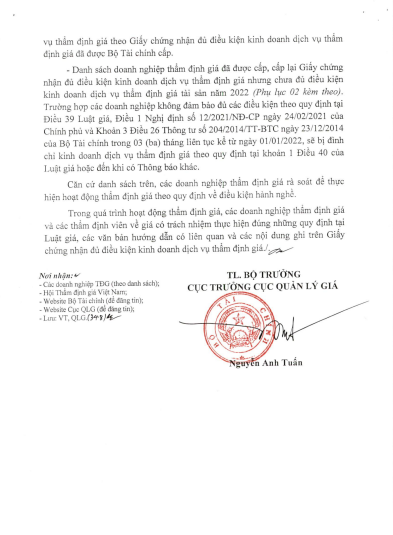 vụ thẩm định giá theo Giấy chứng nhận đủ điều kiện kinh doanh dịch vụ thẩm
định giá đã được Bộ Tài chính cấp.
- Danh sách doanh nghiệp thẩm định giá đã được cấp, cấp lại Giấy chứng
nhận đủ điều kiện kinh doanh dịch vụ thẩm định giá nhưng chưa đủ điều kiện
kinh doanh dịch vụ thẩm định giá tài sản năm 2022 (Phụ lục 02 kèm theo).
Trường hợp các doanh nghiệp không đảm bảo đủ các điều kiện theo quy định tại
Điều 39 Luật giá, Điều 1 Nghị định số 12/2021/NĐ-CP ngày 24/02/2021 của
Chính phủ và Khoản 3 Điều 26 Thông tư số 204/2014/TT-BTC ngày 23/12/2014
của Bộ Tài chính trong 03 (ba) tháng liên tục kể từ ngày 01/01/2022, sẽ bị đình
chỉ kinh doanh dịch vụ thẩm định giá theo quy định tại khoản 1 Điều 40 của
Luật giá hoặc đến khi có Thông báo khác.
Căn cứ danh sách trên, các doanh nghiệp thẩm định giá rà soát để thực
hiện hoạt động thẩm định giá theo quy định về điều kiện hành nghề.
Trong quá trình hoạt động thẩm định giá, các doanh nghiệp thẩm định giá
và các thẩm định viên về giá có trách nhiệm thực hiện đúng những quy định tại
Luật giá, các văn bản hướng dẫn có liên quan và các nội dung ghi trên Giấy
chứng nhận đủ điều kiện kinh doanh dịch vụ thẩm định giá./.
Nơi nhận:
- Các doanh nghiệp TĐG (theo danh sách);
- Hội Thẩm định giá Việt Nam;
- Website Bộ Tài chính (để đăng tin);
- Website Cục QLG (để đăng tin);
- Lưu: VT, QLG.(348)
TL. BỘ TRƯỞNG
CỤC TRƯỞNG CỤC QUẢN LÝ GIÁ
BỘ TÀI CHÍNH
Nguyễn Anh Tuấn